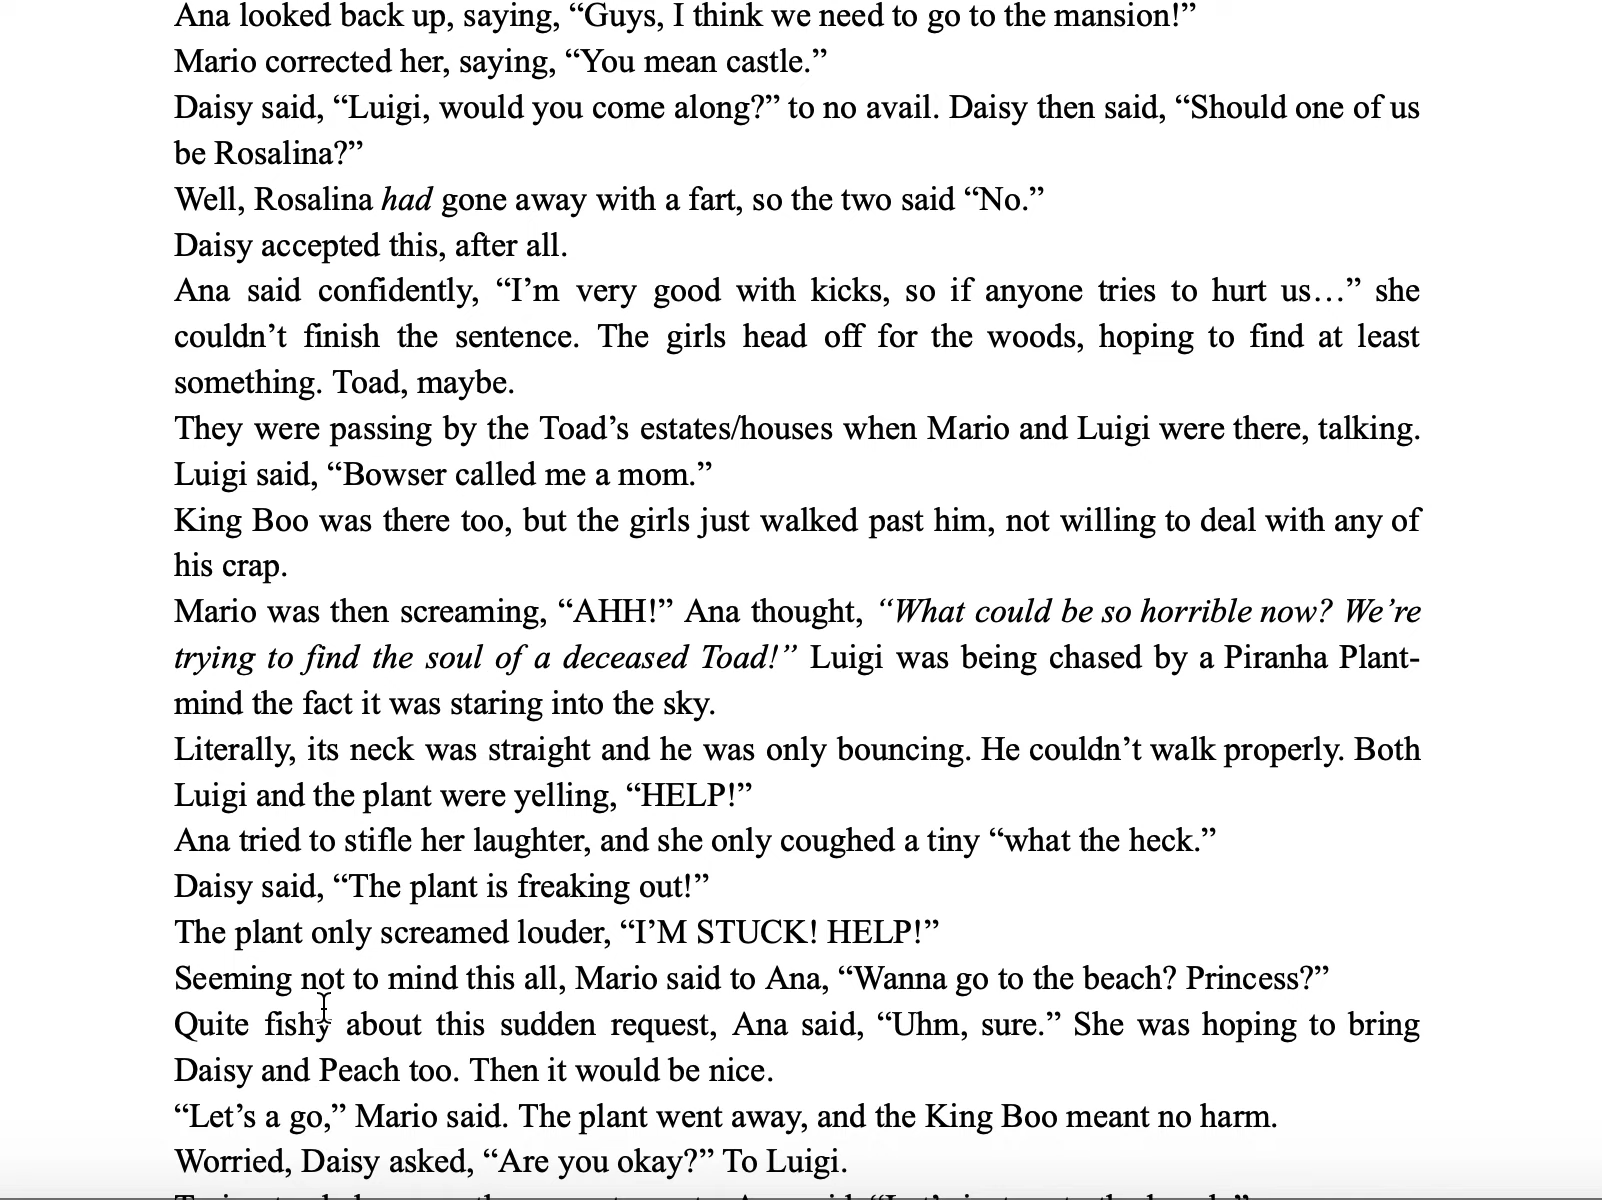 Ana looked back up, saying, “Guys, I think we need to go to the mansion!”
Mario corrected her, saying, “You mean castle.”
Daisy said, “Luigi, would you come along?” to no avail. Daisy then said, “Should one of us
be Rosalina?”
Well, Rosalina had gone away with a fart, so the two said “No.”
Daisy accepted this, after all.
Ana said confidently, “I’m very good with kicks, so if anyone tries to hurt us…” she
couldn’t finish the sentence. The girls head off for the woods, hoping to find at least
something. Toad, maybe.
They were passing by the Toad’s estates/houses when Mario and Luigi were there, talking.
Luigi said, “Bowser called me a mom.”
King Boo was there too, but the girls just walked past him, not willing to deal with any of
his crap.
Mario was then screaming, “AHH!” Ana thought, “What could be so horrible now? We’re
trying to find the soul of a deceased Toad!” Luigi was being chased by a Piranha Plant-
mind the fact it was staring into the sky.
Literally, its neck was straight and he was only bouncing. He couldn’t walk properly. Both
Luigi and the plant were yelling, “HELP!”
Ana tried to stifle her laughter, and she only coughed a tiny “what the heck.”
Daisy said, “The plant is freaking out!”
The plant only screamed louder, “I’M STUCK! HELP!”
Seeming not to mind this all, Mario said to Ana, “Wanna go to the beach? Princess?”
Quite fishy about this sudden request, Ana said, “Uhm, sure.” She was hoping to bring
Daisy and Peach too. Then it would be nice.
“Let’s a go,” Mario said. The plant went away, and the King Boo meant no harm.
Worried, Daisy asked, “Are you okay?” To Luigi.